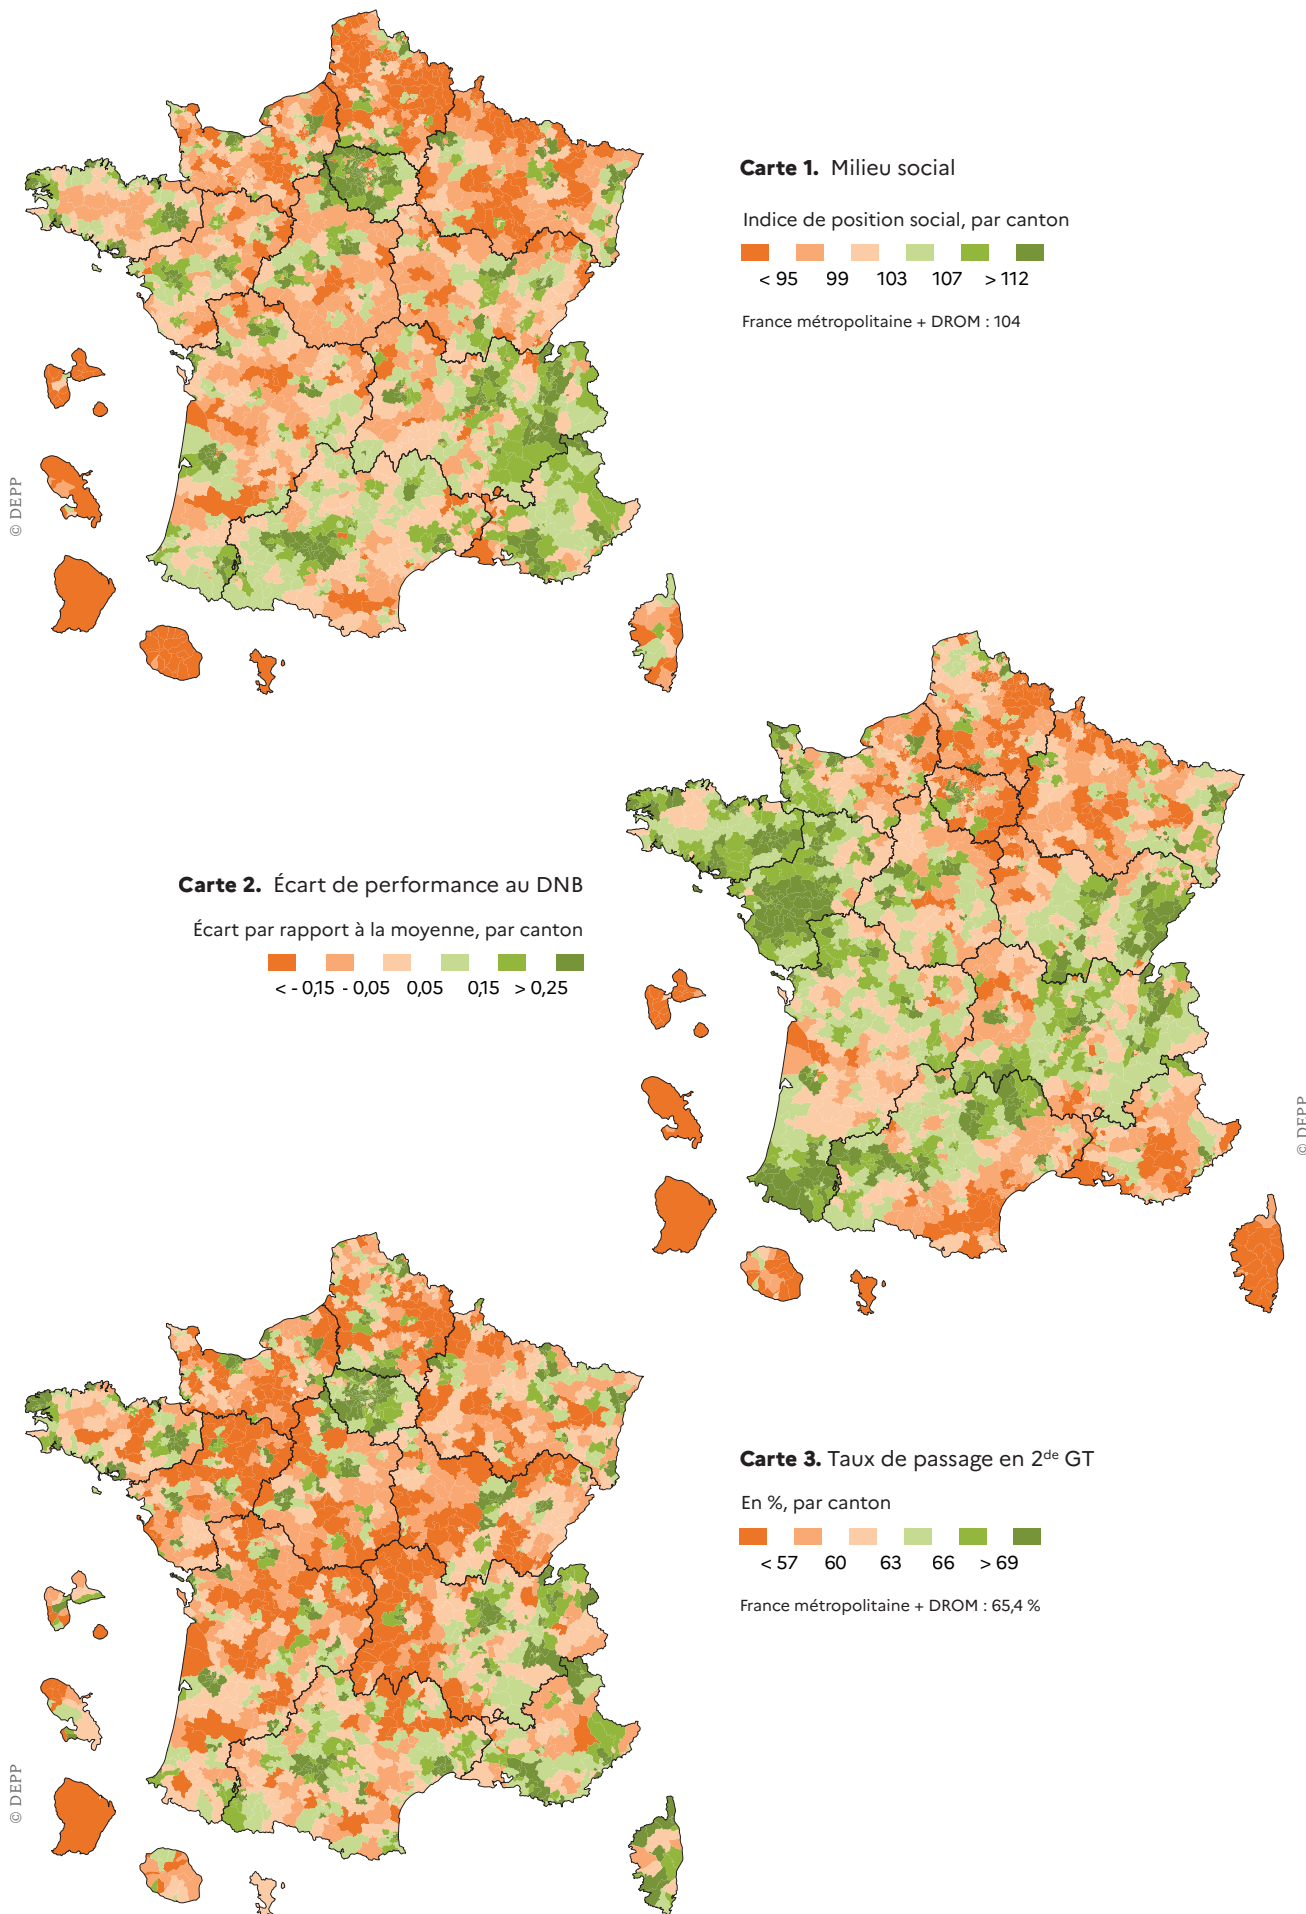 Carte 1. Milieu social
Indice de position social, par canton
< 95 99 103 107 > 112
France métropolitaine + DROM : 104
© DEPP
Carte 2. Écart de performance au DNB
Écart par rapport à la moyenne, par canton
< - 0,15 - 0,05 0,05 0,15 > 0,25
© DEPP
Carte 3. Taux de passage en 2de GT
En %, par canton
< 57 60 63 66 > 69
France métropolitaine + DROM : 65,4 %
© DEPP